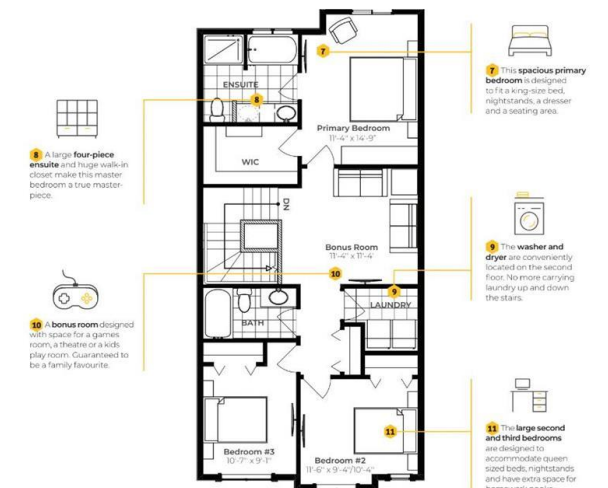 7 This spacious primary
bedroom is designed
to fit a king-size bed,
nightstands, a dresser
and a seating area.
7
ENSUITE
8
Primary Bedroom
11'-4" x 14'-9"
WIC
8 A large four-piece
ensuite and huge walk-in
closet make this master
bedroom a true master-
piece.
DN
Bonus Room
11'-4" x 11'-4
10
9 The washer and
dryer are conveniently
located on the second
floor. No more carrying
laundry up and down
the stairs.
9
LAUNDRY
BATH
10 A bonus room designed
with space for a games
room, a theatre or a kids
play room. Guaranteed to
be a family favourite.
11
11 The large second
and third bedrooms
are designed to
accommodate queen
sized beds, nightstands
and have extra space for
Bedroom #3
10'-7" x 9'-1"
Bedroom #2
11'-6" x 9'-4"/10'-4"